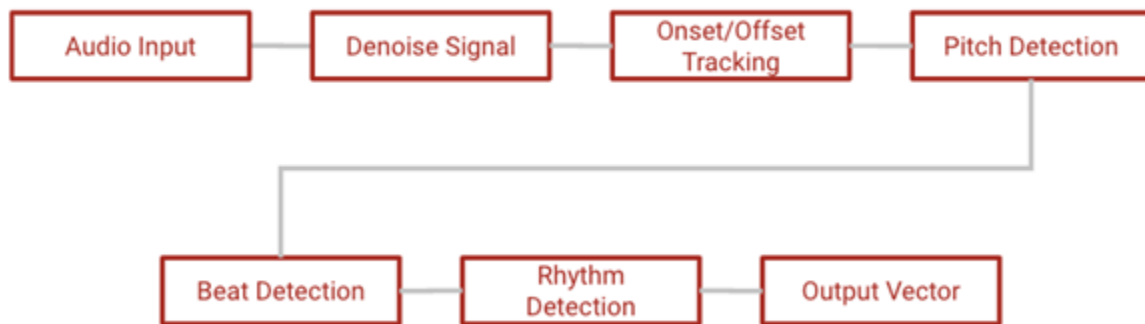 Audio Input
Denoise Signal
Onset/Offset
Tracking
Pitch Detection
Beat Detection
Rhythm
Detection
Output Vector